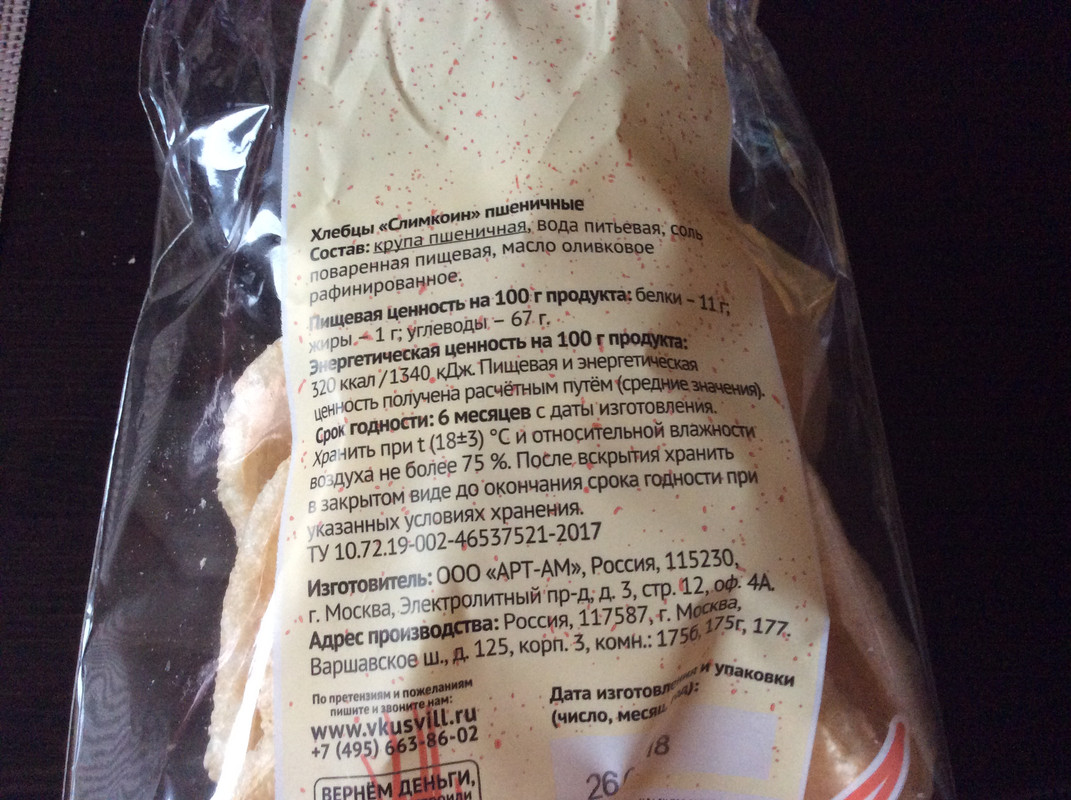 Хлебцы «Слимкоин» пшеничные
Состав: крупа пшеничная, вода питьевая, соль
поваренная пищевая, масло оливковое
рафинированное.
Пищевая ценность на 100 г продукта: белки – 11 г;
жиры – 1 г; углеводы – 67 г.
Энергетическая ценность на 100 г продукта:
320 ккал / 1340 кДж. Пищевая и энергетическая
ценность получена расчётным путём (средние значения).
Срок годности: 6 месяцев с даты изготовления.
Хранить при t (18±3) °С и относительной влажности
воздуха не более 75 %. После вскрытия хранить
в закрытом виде до окончания срока годности при
указанных условиях хранения.
ТУ 10.72.19-002-46537521-2017
Изготовитель: ООО «АРТ-АМ», Россия, 115230,
г. Москва, Электролитный пр-д, д. 3, стр. 12, оф. 4А.
Адрес производства: Россия, 117587, г. Москва,
Варшавское ш., д. 125, корп. 3, комн.: 175б, 175г, 177.
По претензиям и пожеланиям
пишите и звоните нам:
www.vkusvill.ru
+7 (495) 663-86-02
ВЕРНЁМ ДЕНЬГИ,
Дата изготовления и упаковки
(число, месяц, год):
26 18